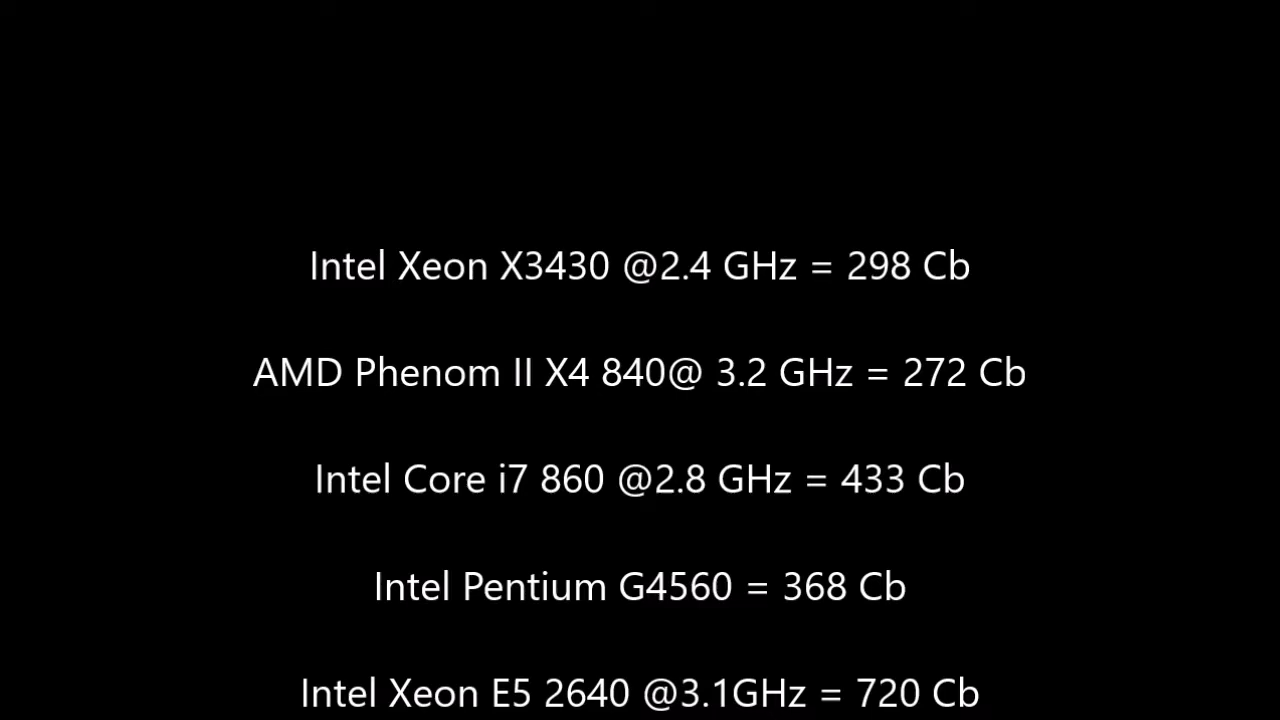 Intel Xeon X3430 @2.4 GHz = 298 Cb
AMD Phenom II X4 840@ 3.2 GHz = 272 Cb
Intel Core i7 860 @2.8 GHz = 433 Cb
Intel Pentium G4560 = 368 Cb
Intel Xeon E5 2640 @3.1GHz = 720 Cb